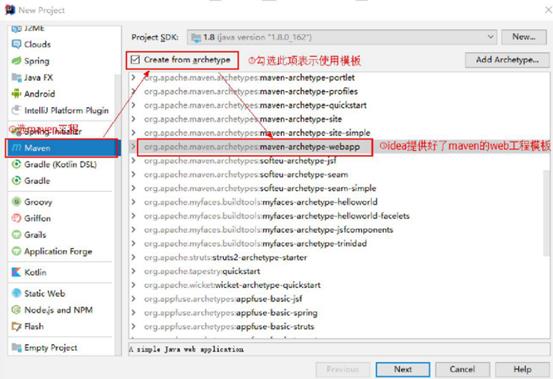 New Project
J2ME
Clouds
Spring
Java FX
Android
IntelliJ Platform Plugin
Spring Initializr
①选maven工程
Maven
Gradle (Kotlin DSL)
Gradle
Groovy
Griffon
Grails
Application Forge
Kotlin
Static Web
Node.js and NPM
Flash
Empty Project
Project SDK: 1.8 (java version "1.8.0_162") New...
Create from archetype ①勾选此项表示使用模板 Add Archetype...
org.apache.maven.archetypes:maven-archetype-portlet
org.apache.maven.archetypes:maven-archetype-profiles
org.apache.maven.archetypes:maven-archetype-quickstart
org.apache.maven.archetypes:maven-archetype-site
org.apache.maven.archetypes:maven-archetype-site-simple
org.apache.maven.archetypes:maven-archetype-webapp ①idea提供好了maven的web工程模板
org.apache.maven.archetypes:softeu-archetype-jsf
org.apache.maven.archetypes:softeu-archetype-seam
org.apache.maven.archetypes:softeu-archetype-seam-simple
org.apache.myfaces.buildtools:myfaces-archetype-helloworld
org.apache.myfaces.buildtools:myfaces-archetype-helloworld-facelets
org.apache.myfaces.buildtools:myfaces-archetype-jsfcomponents
org.apache.myfaces.buildtools:myfaces-archetype-trinidad
org.apache.struts:struts2-archetype-starter
org.apache.tapestry:quickstart
org.apache.wicket:wicket-archetype-quickstart
org.appfuse.archetypes:appfuse-basic-jsf
org.appfuse.archetypes:appfuse-basic-spring
org.appfuse.archetypes:appfuse-basic-struts
A simple Java web application
Previous Next Cancel Help